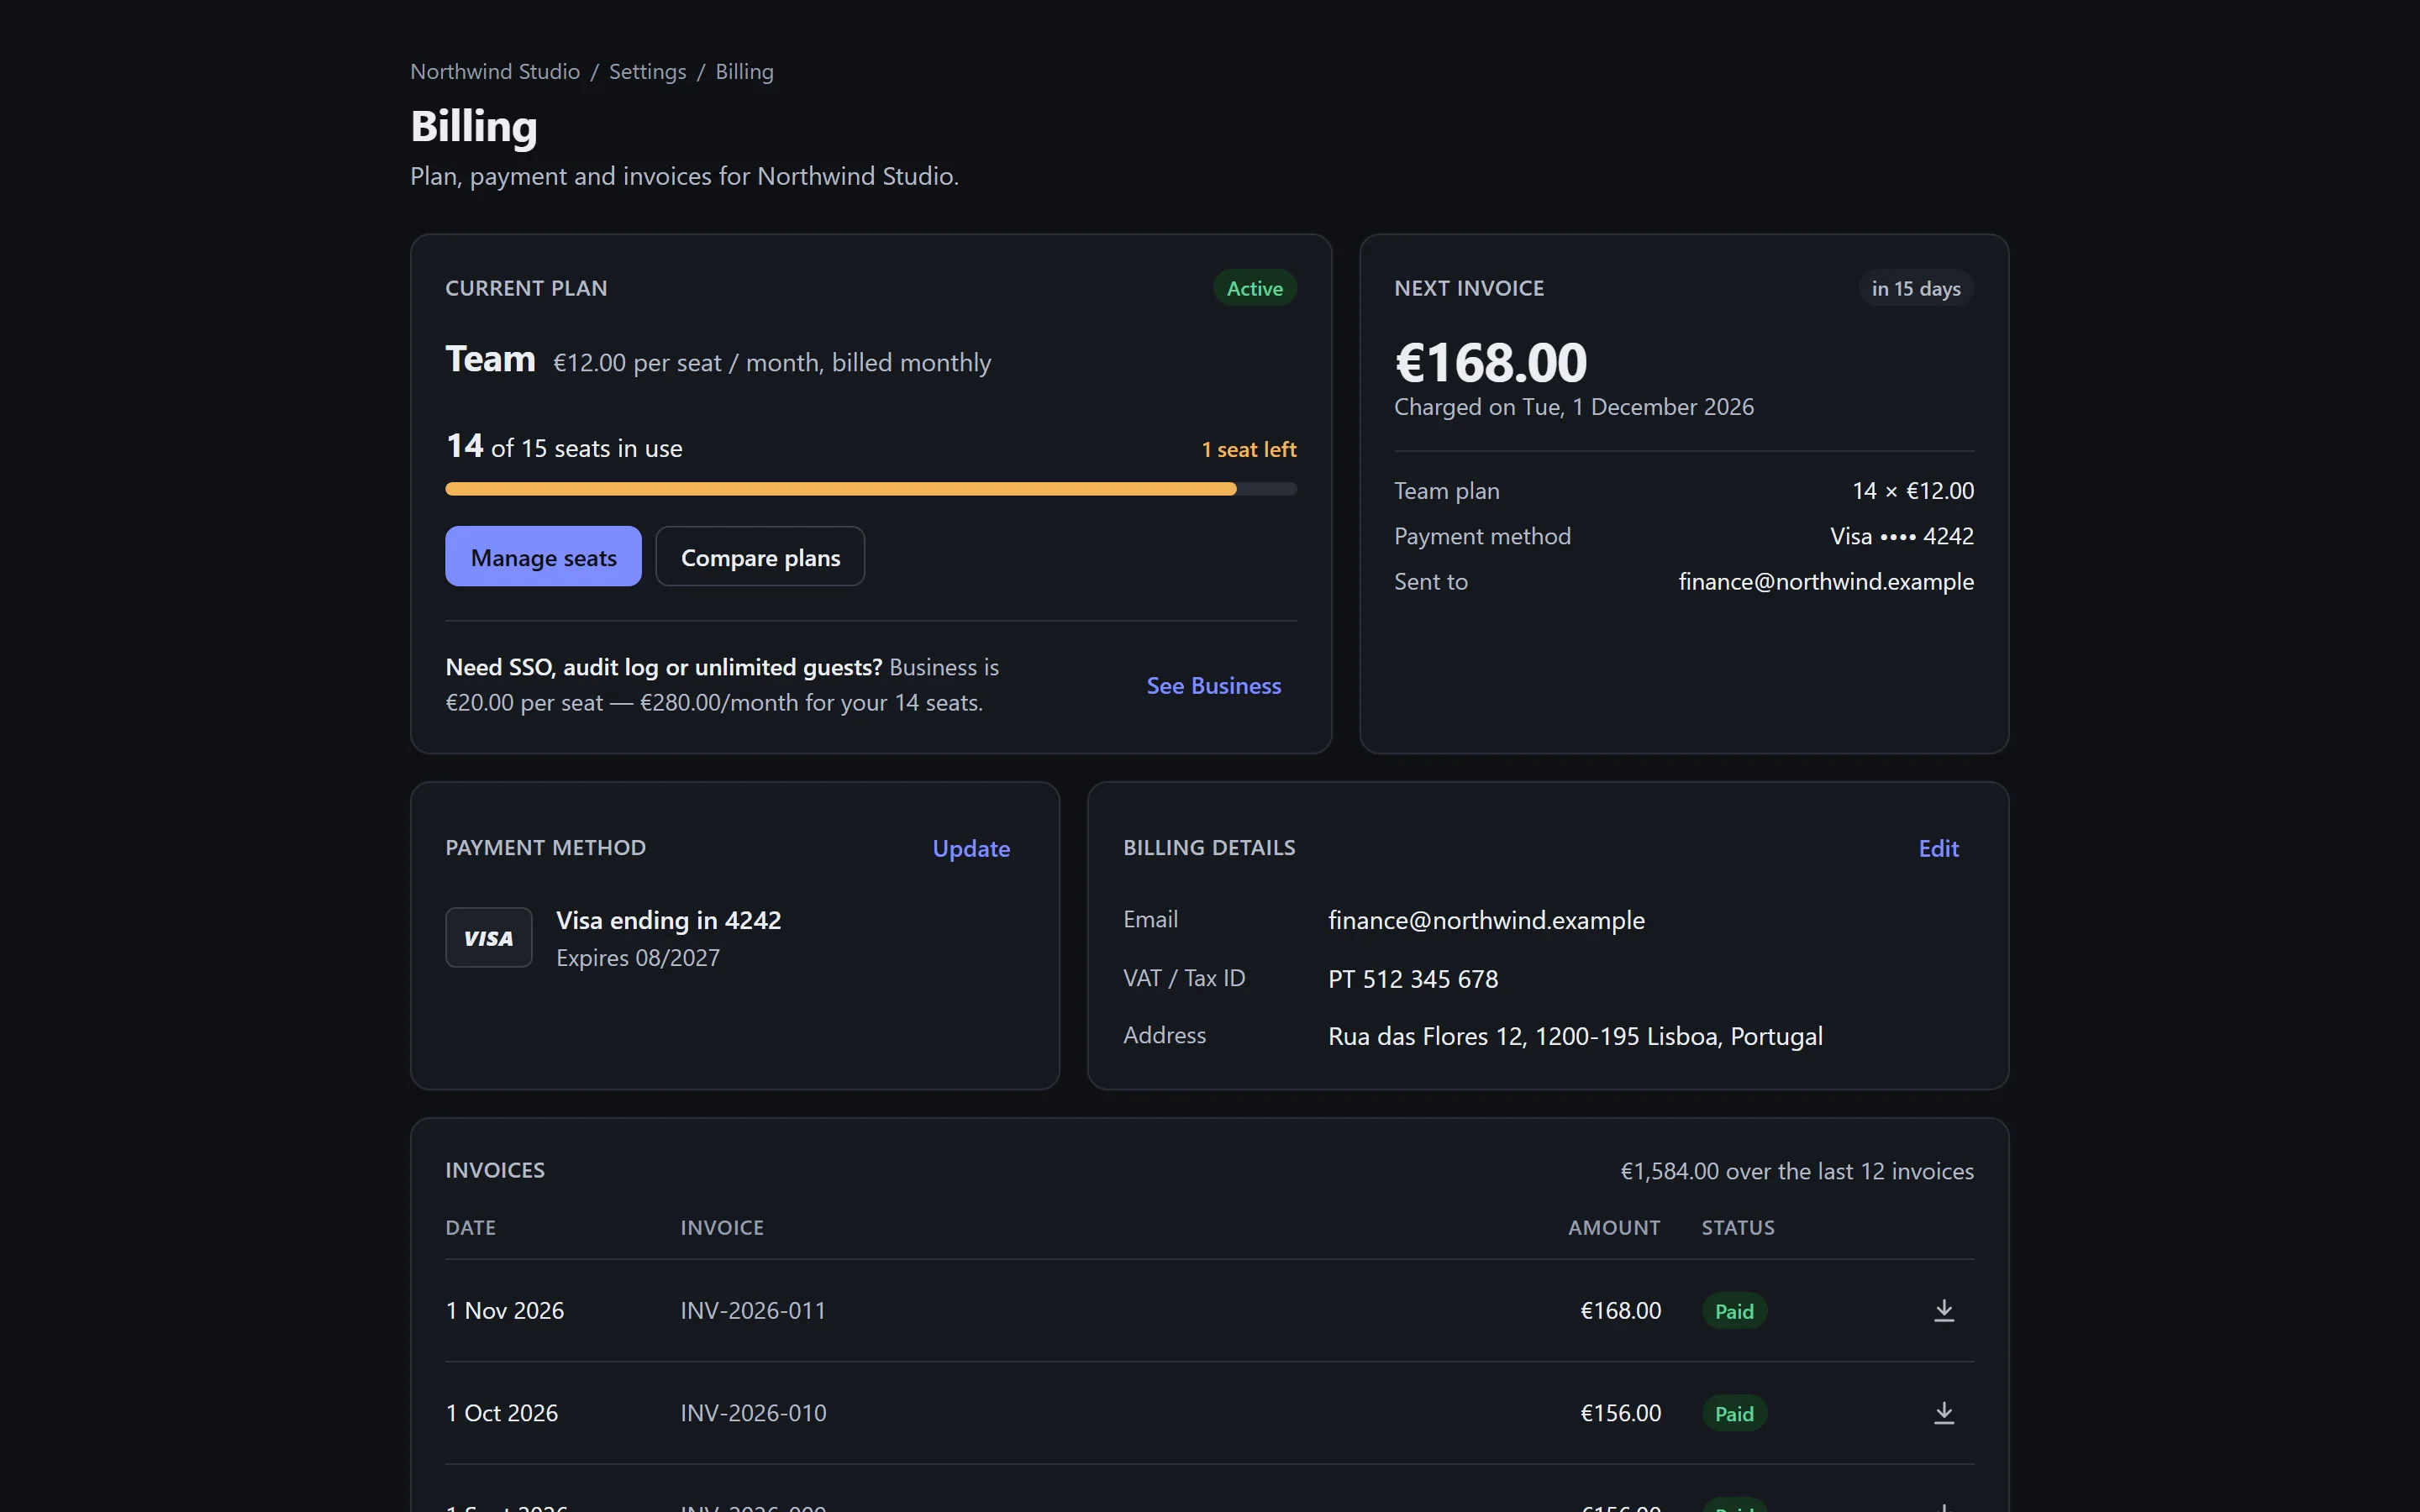 Northwind Studio / Settings / Billing
Billing
Plan, payment and invoices for Northwind Studio.
CURRENT PLAN
Active
Team €12.00 per seat / month, billed monthly
14 of 15 seats in use
1 seat left
Manage seats
Compare plans
Need SSO, audit log or unlimited guests? Business is
€20.00 per seat — €280.00/month for your 14 seats.
See Business
NEXT INVOICE
in 15 days
€168.00
Charged on Tue, 1 December 2026
Team plan 14 × €12.00
Payment method Visa •••• 4242
Sent to finance@northwind.example
PAYMENT METHOD
Update
VISA
Visa ending in 4242
Expires 08/2027
BILLING DETAILS
Edit
Email finance@northwind.example
VAT / Tax ID PT 512 345 678
Address Rua das Flores 12, 1200-195 Lisboa, Portugal
INVOICES
€1,584.00 over the last 12 invoices
DATE INVOICE AMOUNT STATUS
1 Nov 2026 INV-2026-011 €168.00 Paid
1 Oct 2026 INV-2026-010 €156.00 Paid